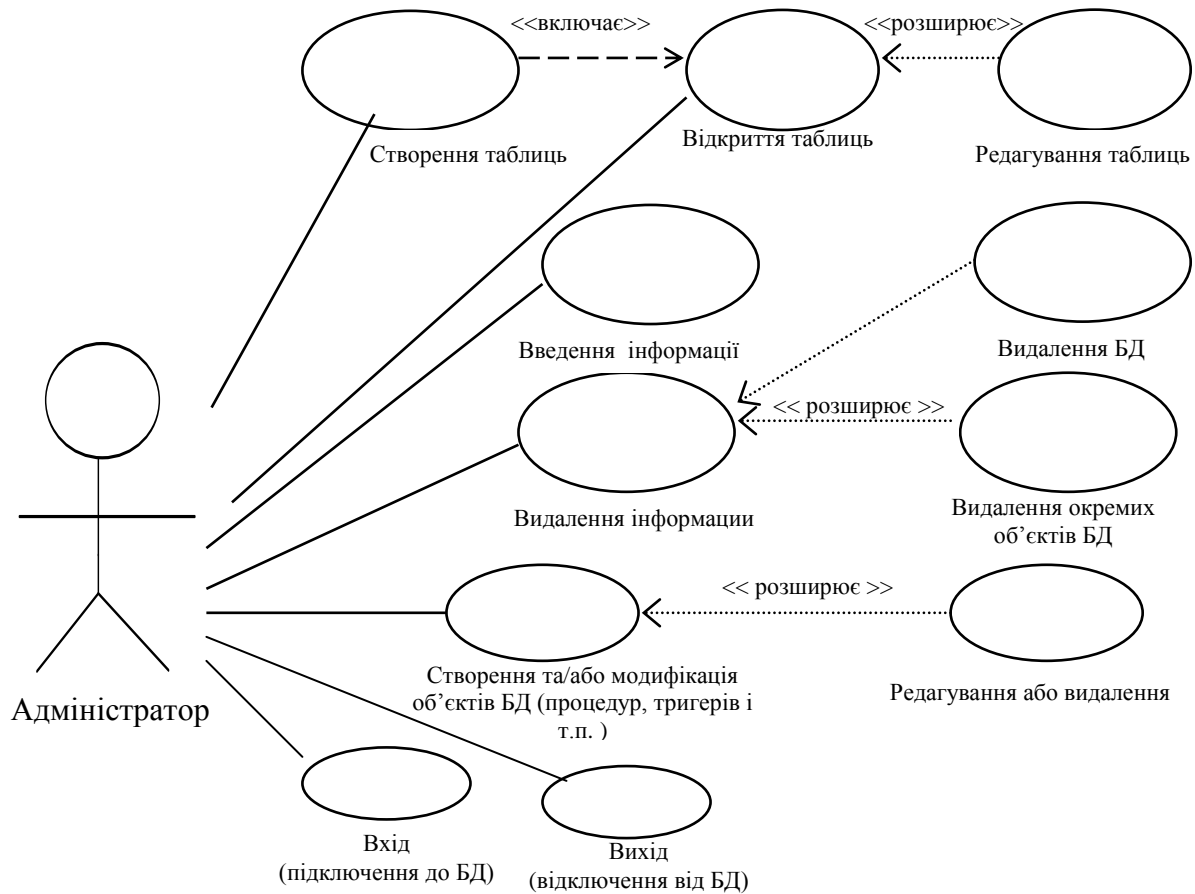 <<включає>>
<<розширює>>
Створення таблиць
Відкриття таблиць
Редагування таблиць
Введення інформації
Видалення БД
<< розширює >>
Видалення інформации
Видалення окремих
об’єктів БД
<< розширює >>
Створення та/або модифікація
об’єктів БД (процедур, тригерів і
т.п. )
Редагування або видалення
Адміністратор
Вхід
(підключення до БД)
Вихід
(відключення від БД)